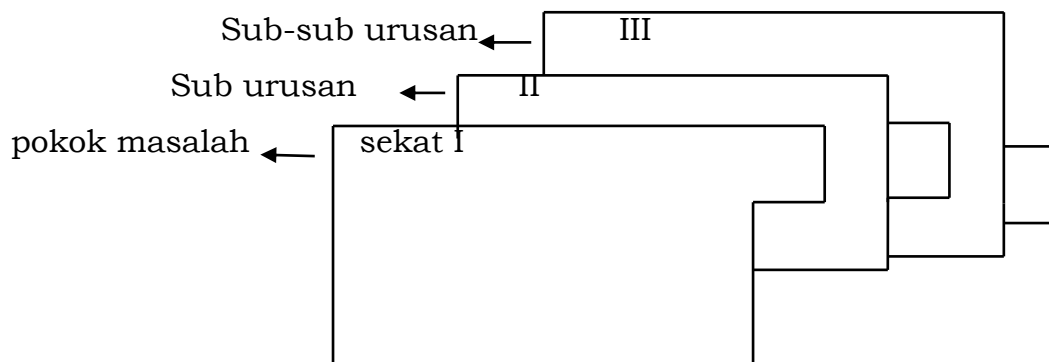 Sub-sub urusan III
Sub urusan II
pokok masalah sekat I